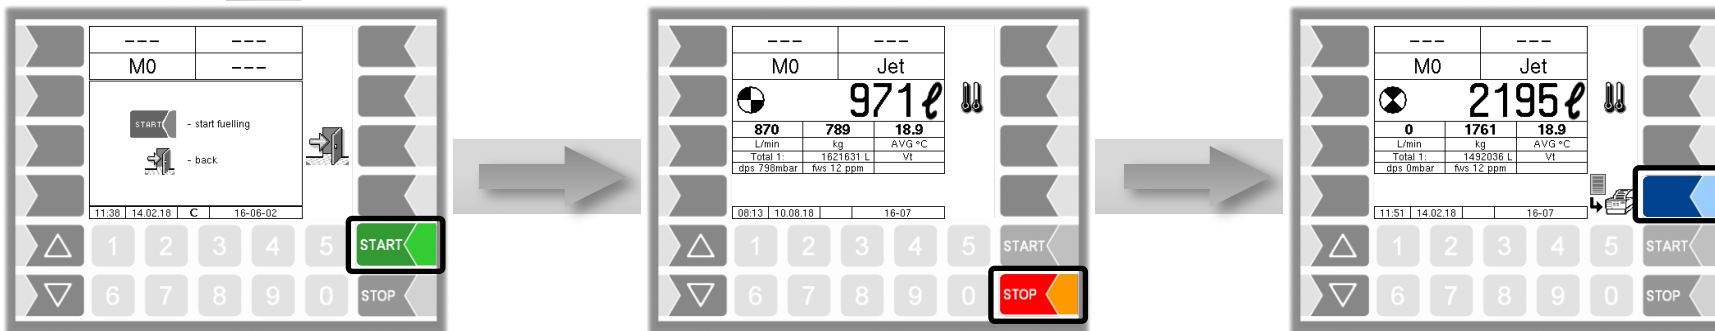 --- ---
M0 ---
START - start fuelling
- back
11:38 14.02.18 C 16-06-02
1 2 3 4 5 START
6 7 8 9 0 STOP
--- ---
M0 Jet
971 ℓ
870 789 18.9
L/min kg AVG °C
Total 1: 1621631 L Vt
dps 798mbar fws 12 ppm
08:13 10.08.18 16-07
1 2 3 4 5 START
6 7 8 9 0 STOP
--- ---
M0 Jet
2195 ℓ
0 1761 18.9
L/min kg AVG °C
Total 1: 1492036 L Vt
dps 0mbar fws 12 ppm
11:51 14.02.18 16-07
1 2 3 4 5 START
6 7 8 9 0 STOP